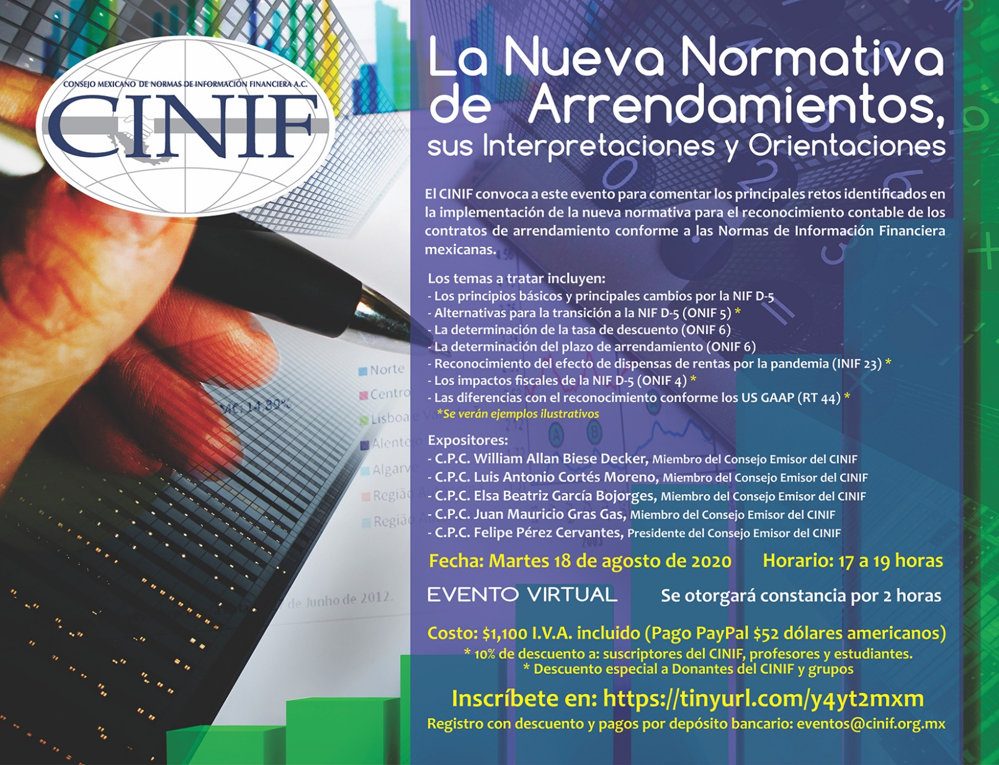 CONSEJO MEXICANO DE NORMAS DE INFORMACIÓN FINANCIERA A.C.
CINIF
La Nueva Normativa
de Arrendamientos,
sus Interpretaciones y Orientaciones
El CINIF convoca a este evento para comentar los principales retos identificados en
la implementación de la nueva normativa para el reconocimiento contable de los
contratos de arrendamiento conforme a las Normas de Información Financiera
mexicanas.
Los temas a tratar incluyen:
- Los principios básicos y principales cambios por la NIF D-5
- Alternativas para la transición a la NIF D-5 (ONIF 5) *
- La determinación de la tasa de descuento (ONIF 6)
- La determinación del plazo de arrendamiento (ONIF 6)
- Reconocimiento del efecto de dispensas de rentas por la pandemia (INIF 23) *
- Los impactos fiscales de la NIF D-5 (ONIF 4) *
- Las diferencias con el reconocimiento conforme los US GAAP (RT 44) *
*Se verán ejemplos ilustrativos
Expositores:
- C.P.C. William Allan Biese Decker, Miembro del Consejo Emisor del CINIF
- C.P.C. Luis Antonio Cortés Moreno, Miembro del Consejo Emisor del CINIF
- C.P.C. Elsa Beatriz García Bojorges, Miembro del Consejo Emisor del CINIF
- C.P.C. Juan Mauricio Gras Gas, Miembro del Consejo Emisor del CINIF
- C.P.C. Felipe Pérez Cervantes, Presidente del Consejo Emisor del CINIF
Fecha: Martes 18 de agosto de 2020 Horario: 17 a 19 horas
EVENTO VIRTUAL Se otorgará constancia por 2 horas
Costo: $1,100 I.V.A. incluido (Pago PayPal $52 dólares americanos)
* 10% de descuento a: suscriptores del CINIF, profesores y estudiantes.
* Descuento especial a Donantes del CINIF y grupos
Inscríbete en: https://tinyurl.com/y4yt2mxm
Registro con descuento y pagos por depósito bancario: eventos@cinif.org.mx
Norte
Centro
Lisboa e
Alentejo
Algarve
Região
Região
14,89%
de Junho de 2012.
A
B